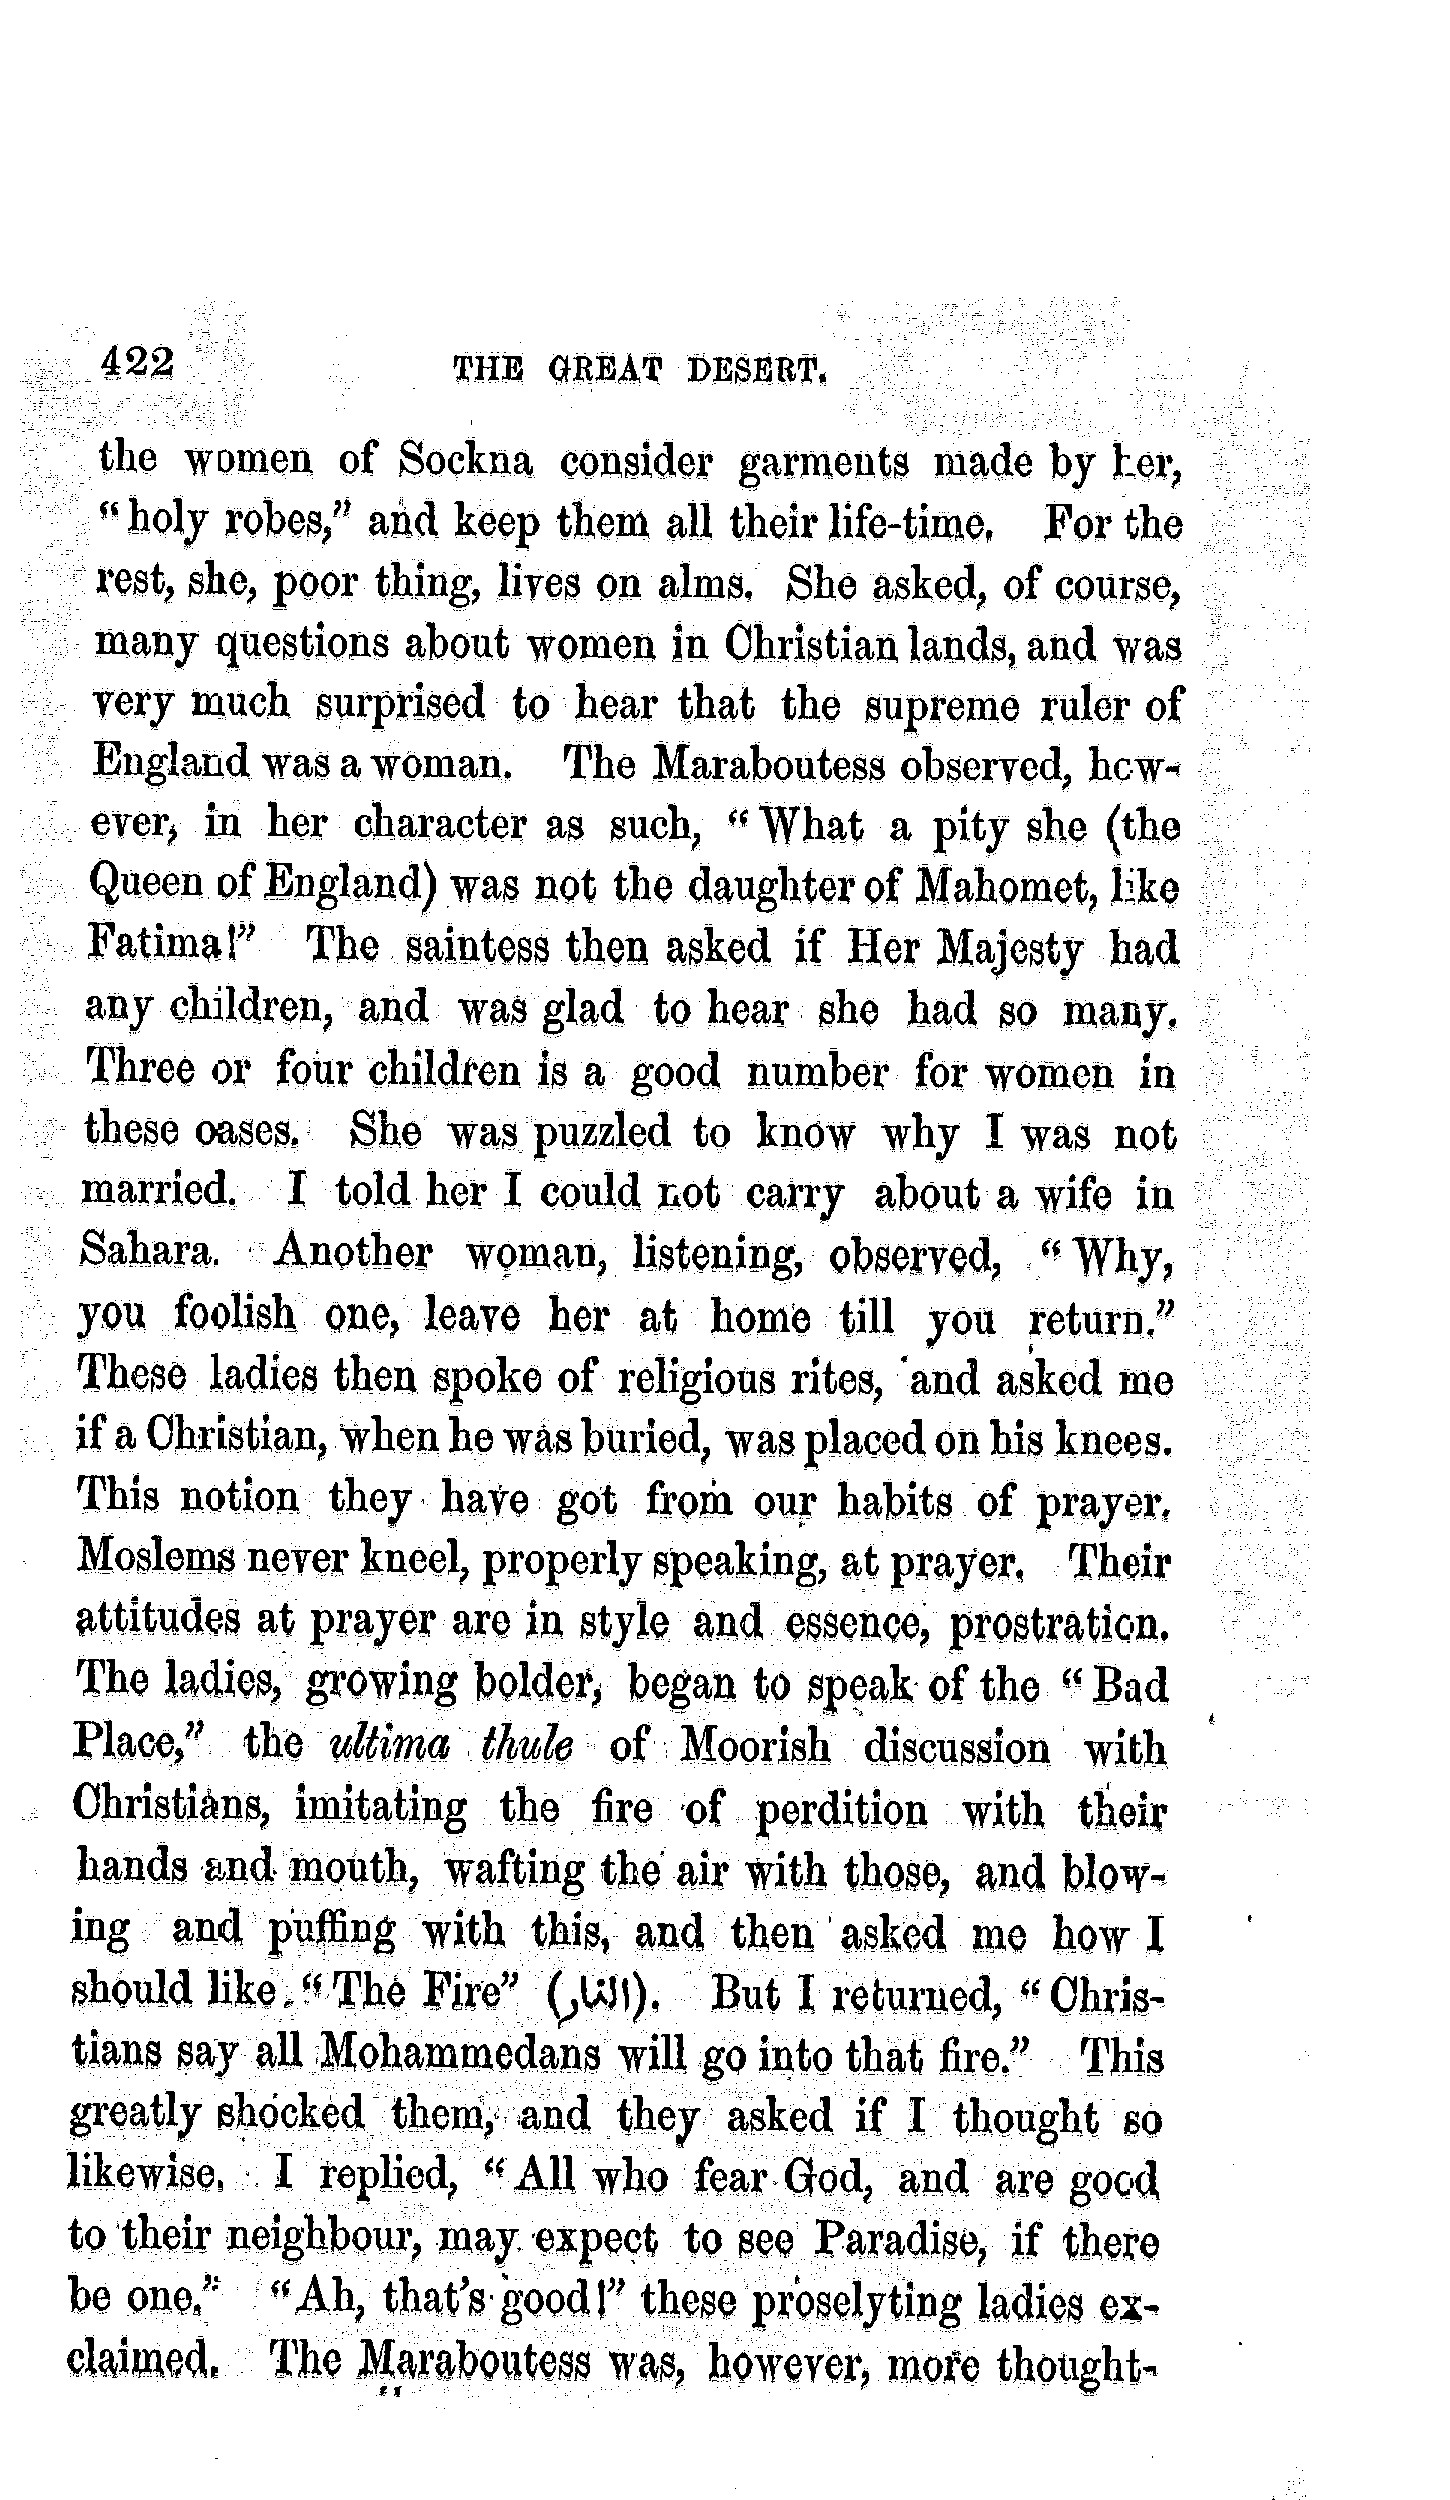 422 THE GREAT DESERT.
the women of Sockna consider garments made by her,
“holy robes,” and keep them all their life-time. For the
rest, she, poor thing, lives on alms. She asked, of course,
many questions about women in Christian lands, and was
very much surprised to hear that the supreme ruler of
England was a woman. The Maraboutess observed, how-
ever, in her character as such, “What a pity she (the
Queen of England) was not the daughter of Mahomet, like
Fatima!” The saintess then asked if Her Majesty had
any children, and was glad to hear she had so many.
Three or four children is a good number for women in
these oases. She was puzzled to know why I was not
married. I told her I could not carry about a wife in
Sahara. Another woman, listening, observed, “Why,
you foolish one, leave her at home till you return.”
These ladies then spoke of religious rites, and asked me
if a Christian, when he was buried, was placed on his knees.
This notion they have got from our habits of prayer.
Moslems never kneel, properly speaking, at prayer. Their
attitudes at prayer are in style and essence, prostration.
The ladies, growing bolder, began to speak of the “Bad
Place,” the ultima thule of Moorish discussion with
Christians, imitating the fire of perdition with their
hands and mouth, wafting the air with those, and blow-
ing and puffing with this, and then asked me how I
should like “The Fire” (النار). But I returned, “Chris-
tians say all Mohammedans will go into that fire.” This
greatly shocked them, and they asked if I thought so
likewise. I replied, “All who fear God, and are good
to their neighbour, may expect to see Paradise, if there
be one.” “Ah, that’s good!” these proselyting ladies ex-
claimed. The Maraboutess was, however, more thought-